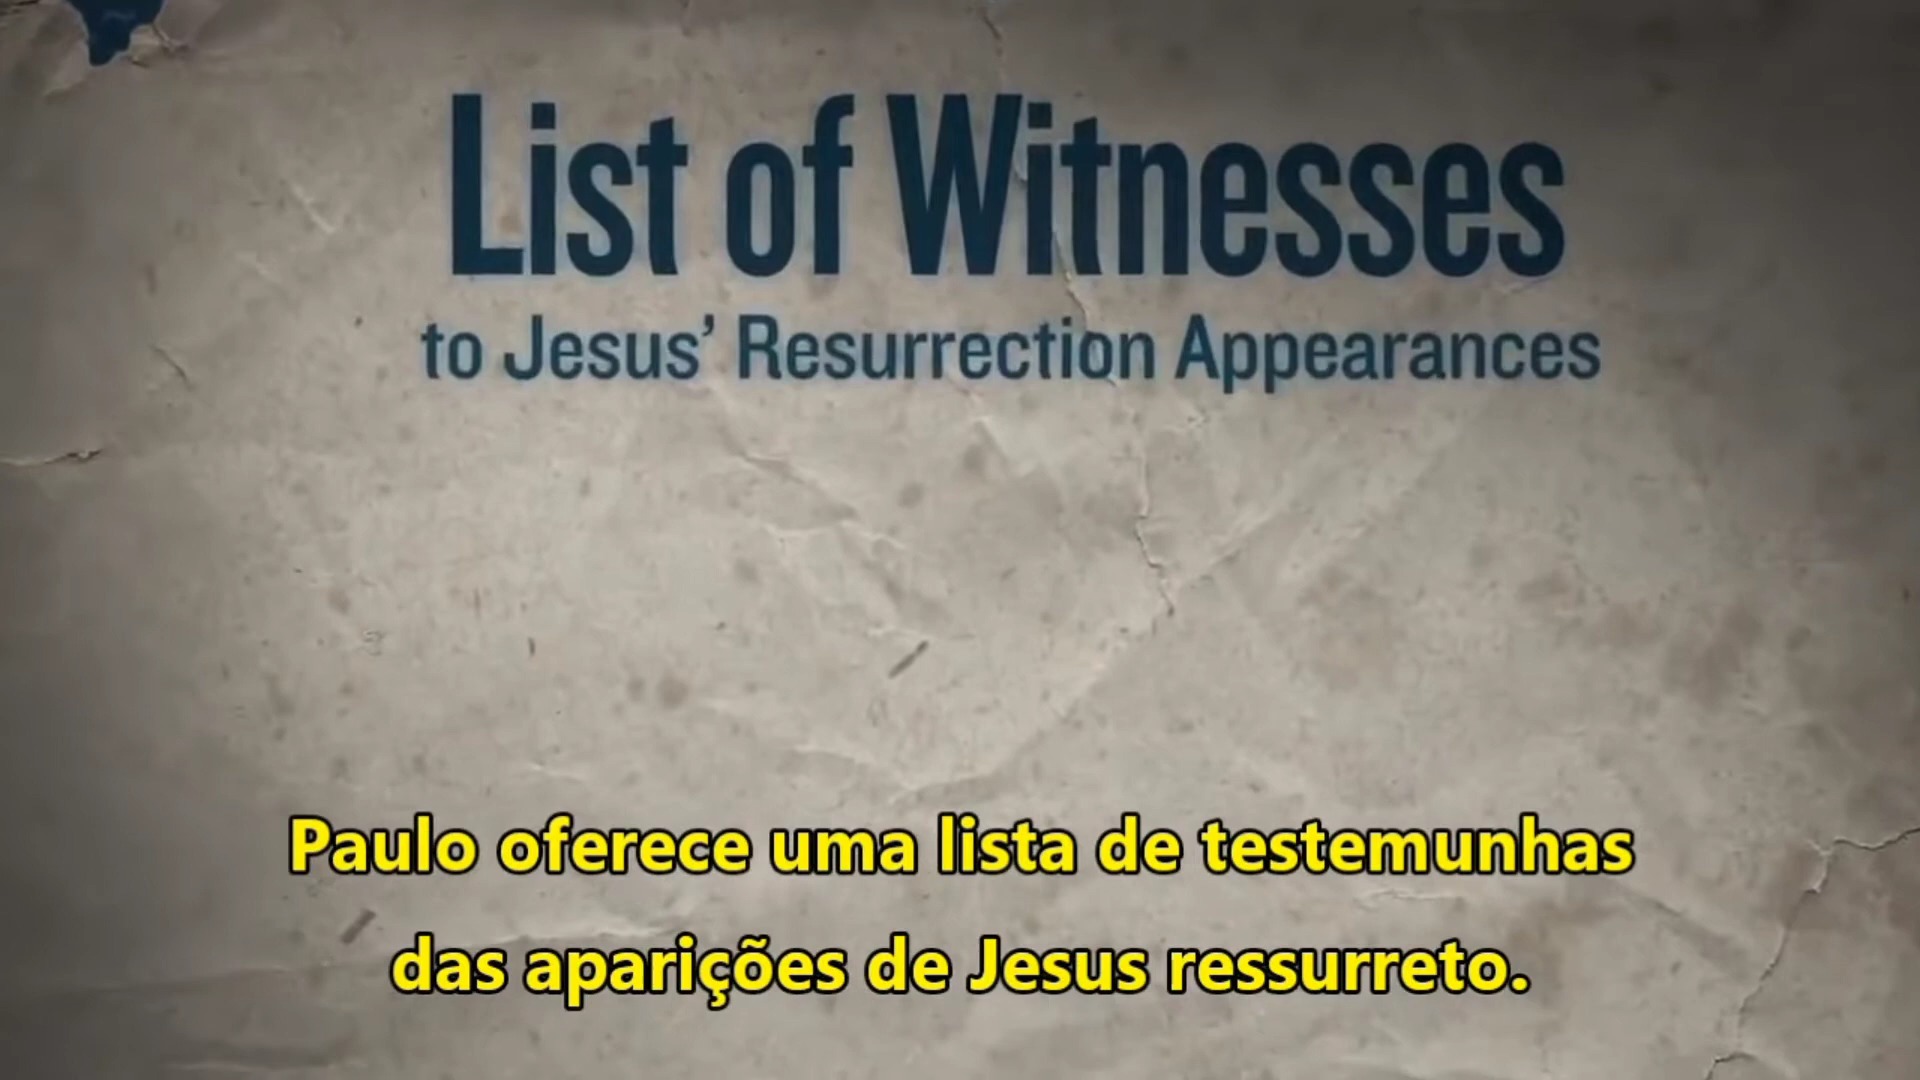 List of Witnesses
to Jesus’ Resurrection Appearances
Paulo oferece uma lista de testemunhas
das aparições de Jesus ressurreto.